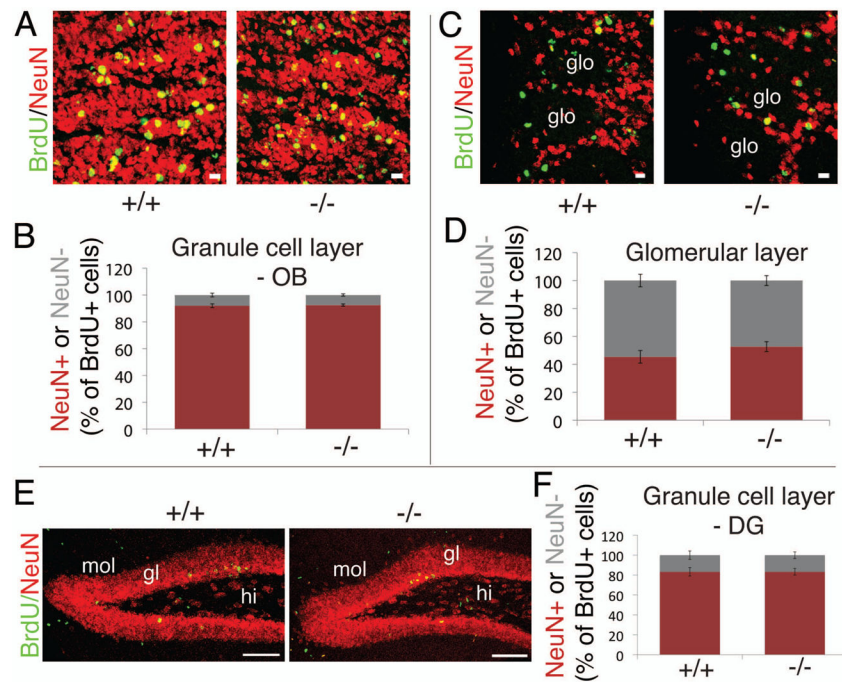 A
BrdU/NeuN
+/+
-/-
B
Granule cell layer
- OB
NeuN+ or NeuN-
(% of BrdU+ cells)
120
100
80
60
40
20
0
+/+
-/-
C
BrdU/NeuN
glo
glo
glo
glo
+/+
-/-
D
Glomerular layer
NeuN+ or NeuN-
(% of BrdU+ cells)
120
100
80
60
40
20
0
+/+
-/-
E
+/+
-/-
BrdU/NeuN
mol
gl
hi
mol
gl
hi
F
Granule cell layer
- DG
NeuN+ or NeuN-
(% of BrdU+ cells)
120
100
80
60
40
20
0
+/+
-/-